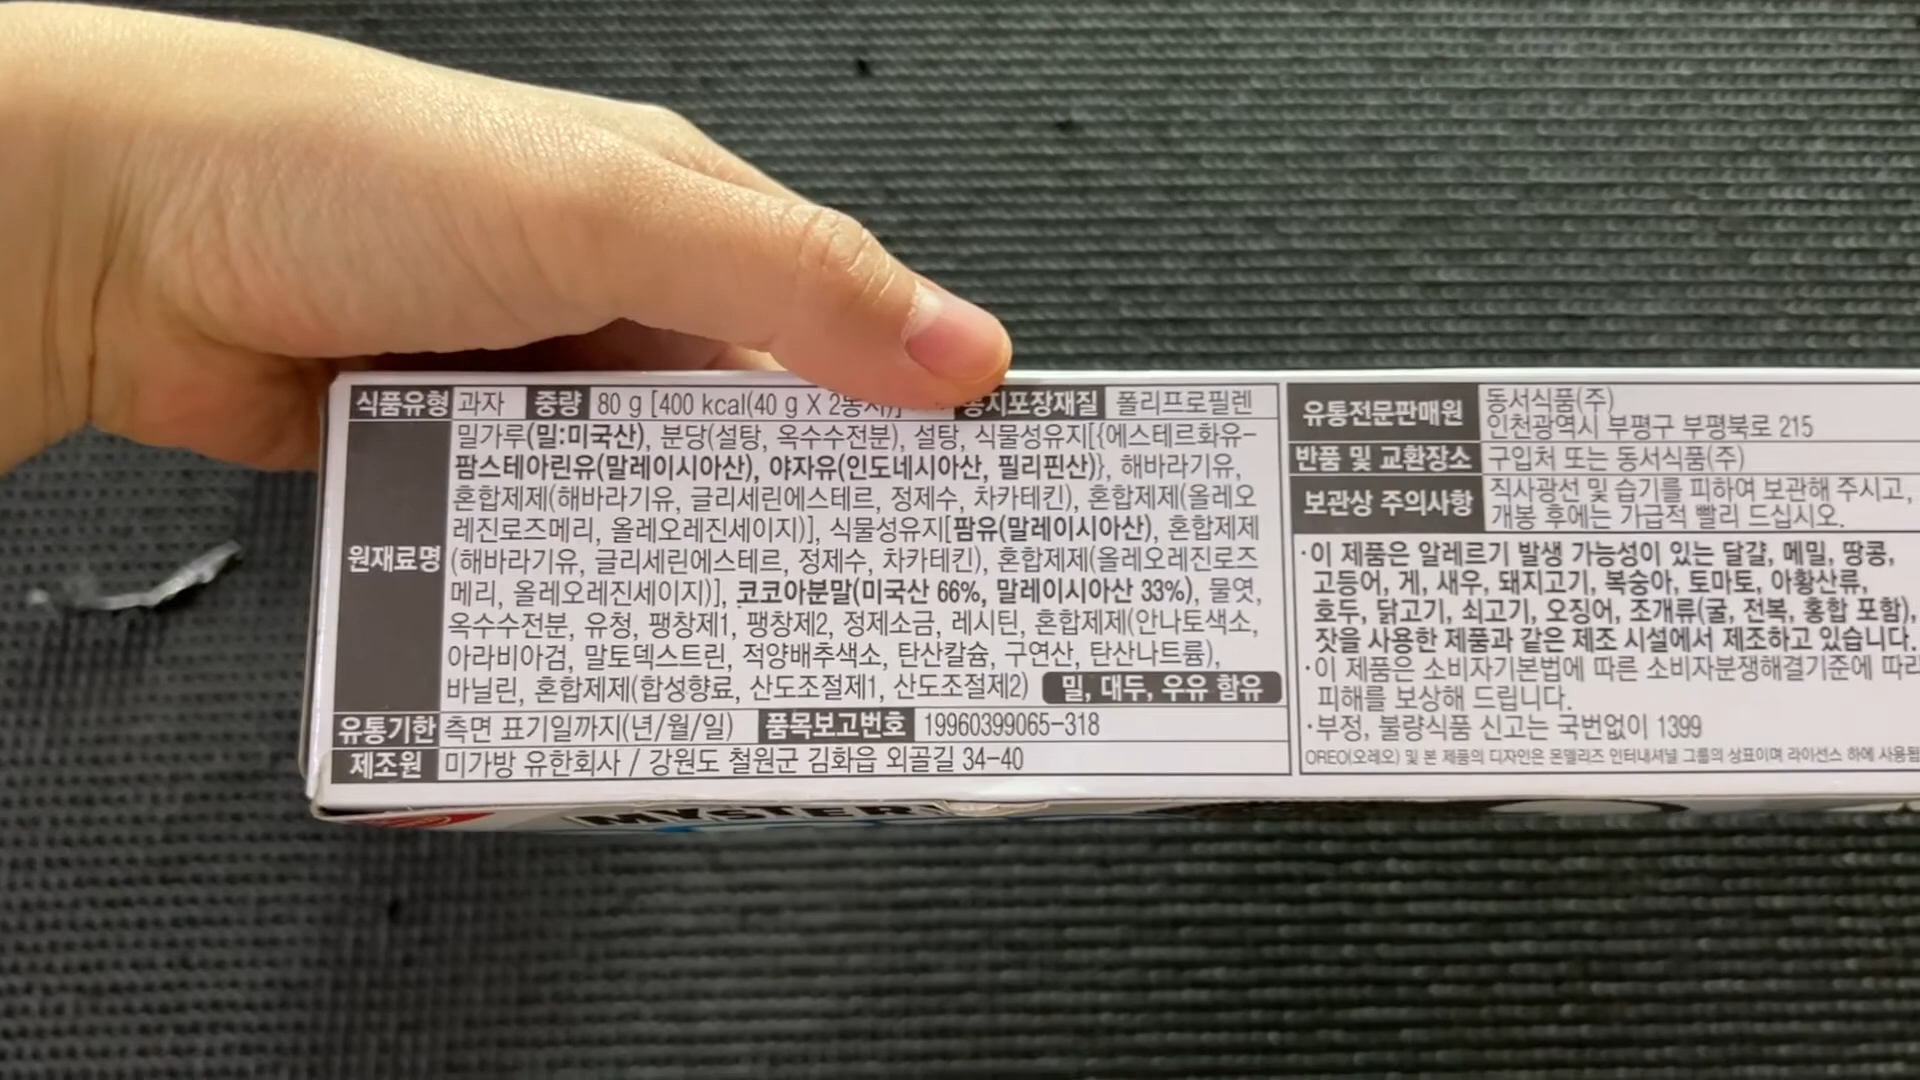 식품유형 과자 중량 80 g [400 kcal(40 g X 2봉지)] 봉지포장재질 폴리프로필렌
원재료명
밀가루(밀:미국산), 분당(설탕, 옥수수전분), 설탕, 식물성유지[{에스테르화유-
팜스테아린유(말레이시아산), 야자유(인도네시아산, 필리핀산)}, 해바라기유,
혼합제제(해바라기유, 글리세린에스테르, 정제수, 차카테킨), 혼합제제(올레오
레진로즈메리, 올레오레진세이지)], 식물성유지[팜유(말레이시아산), 혼합제제
(해바라기유, 글리세린에스테르, 정제수, 차카테킨), 혼합제제(올레오레진로즈
메리, 올레오레진세이지)], 코코아분말(미국산 66%, 말레이시아산 33%), 물엿,
옥수수전분, 유청, 팽창제1, 팽창제2, 정제소금, 레시틴, 혼합제제(안나토색소,
아라비아검, 말토덱스트린, 적양배추색소, 탄산칼슘, 구연산, 탄산나트륨),
바닐린, 혼합제제(합성향료, 산도조절제1, 산도조절제2) 밀, 대두, 우유 함유
유통기한 측면 표기일까지(년/월/일) 품목보고번호 19960399065-318
제조원 미가방 유한회사 / 강원도 철원군 김화읍 외골길 34-40
유통전문판매원 동서식품(주)
인천광역시 부평구 부평북로 215
반품 및 교환장소 구입처 또는 동서식품(주)
보관상 주의사항 직사광선 및 습기를 피하여 보관해 주시고,
개봉 후에는 가급적 빨리 드십시오.
·이 제품은 알레르기 발생 가능성이 있는 달걀, 메밀, 땅콩,
고등어, 게, 새우, 돼지고기, 복숭아, 토마토, 아황산류,
호두, 닭고기, 쇠고기, 오징어, 조개류(굴, 전복, 홍합 포함),
잣을 사용한 제품과 같은 제조 시설에서 제조하고 있습니다.
·이 제품은 소비자기본법에 따른 소비자분쟁해결기준에 따라
피해를 보상해 드립니다.
·부정, 불량식품 신고는 국번없이 1399
OREO(오레오) 및 본 제품의 디자인은 몬델리즈 인터내셔널 그룹의 상표이며 라이선스 하에 사용됨
MYSTERY